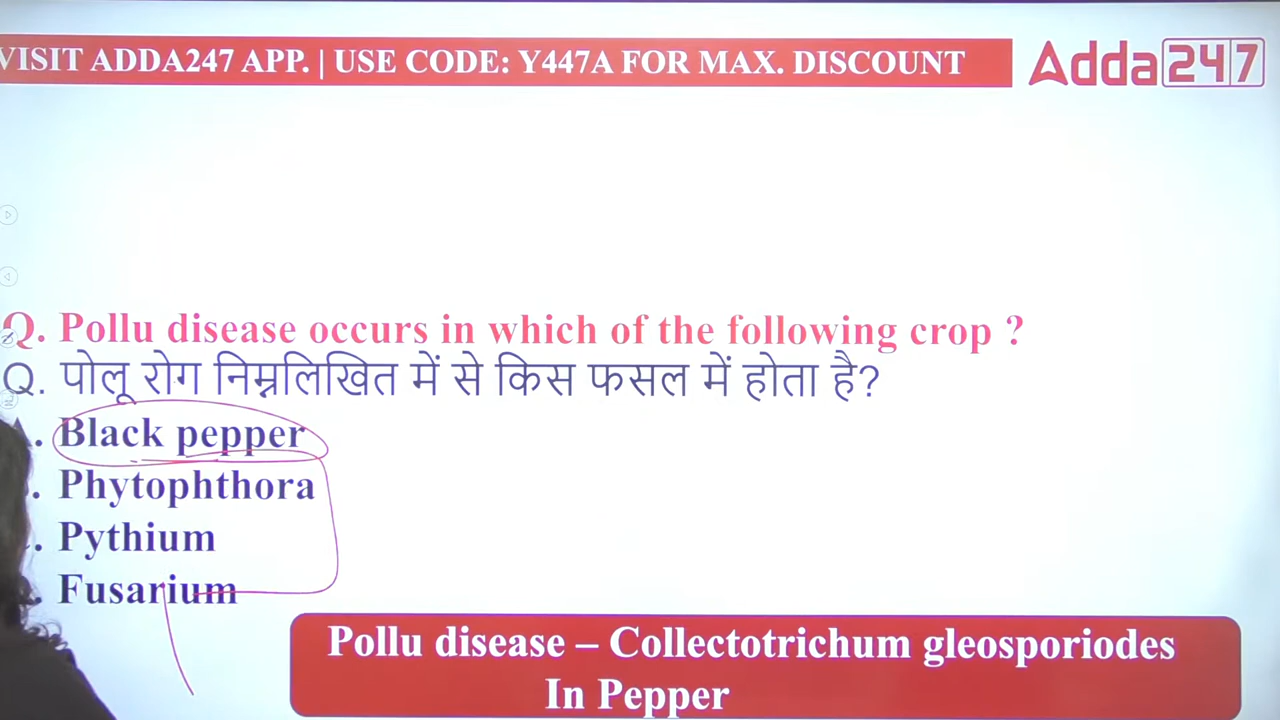 VISIT ADDA247 APP. | USE CODE: Y447A FOR MAX. DISCOUNT
Adda247
Q. Pollu disease occurs in which of the following crop ?
Q. पोलू रोग निम्नलिखित में से किस फसल में होता है?
A. Black pepper
. Phytophthora
. Pythium
. Fusarium
Pollu disease – Collectotrichum gleosporiodes
In Pepper